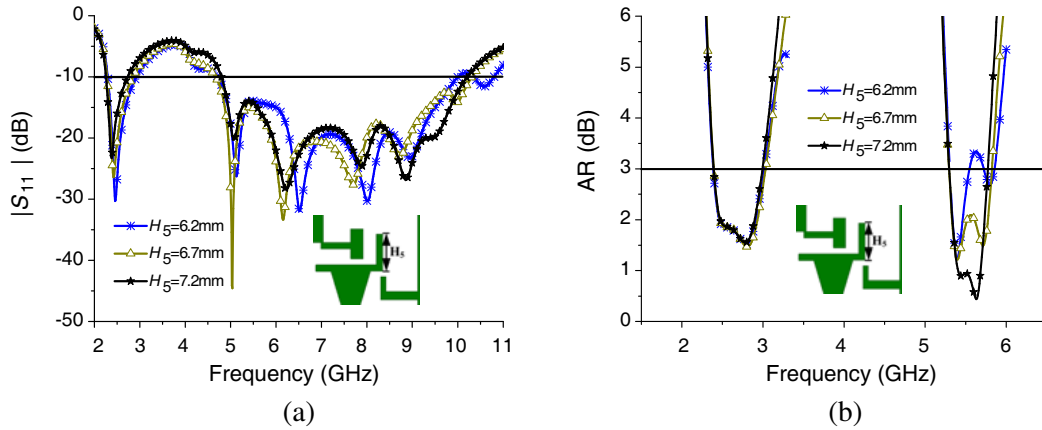 0
-10
-20
-30
-40
-50
|S11| (dB)
H5=6.2mm
H5=6.7mm
H5=7.2mm
H5
2 3 4 5 6 7 8 9 10 11
Frequency (GHz)
(a)
6
5
4
3
2
1
0
AR (dB)
H5=6.2mm
H5=6.7mm
H5=7.2mm
H5
2 3 5 6
Frequency (GHz)
(b)